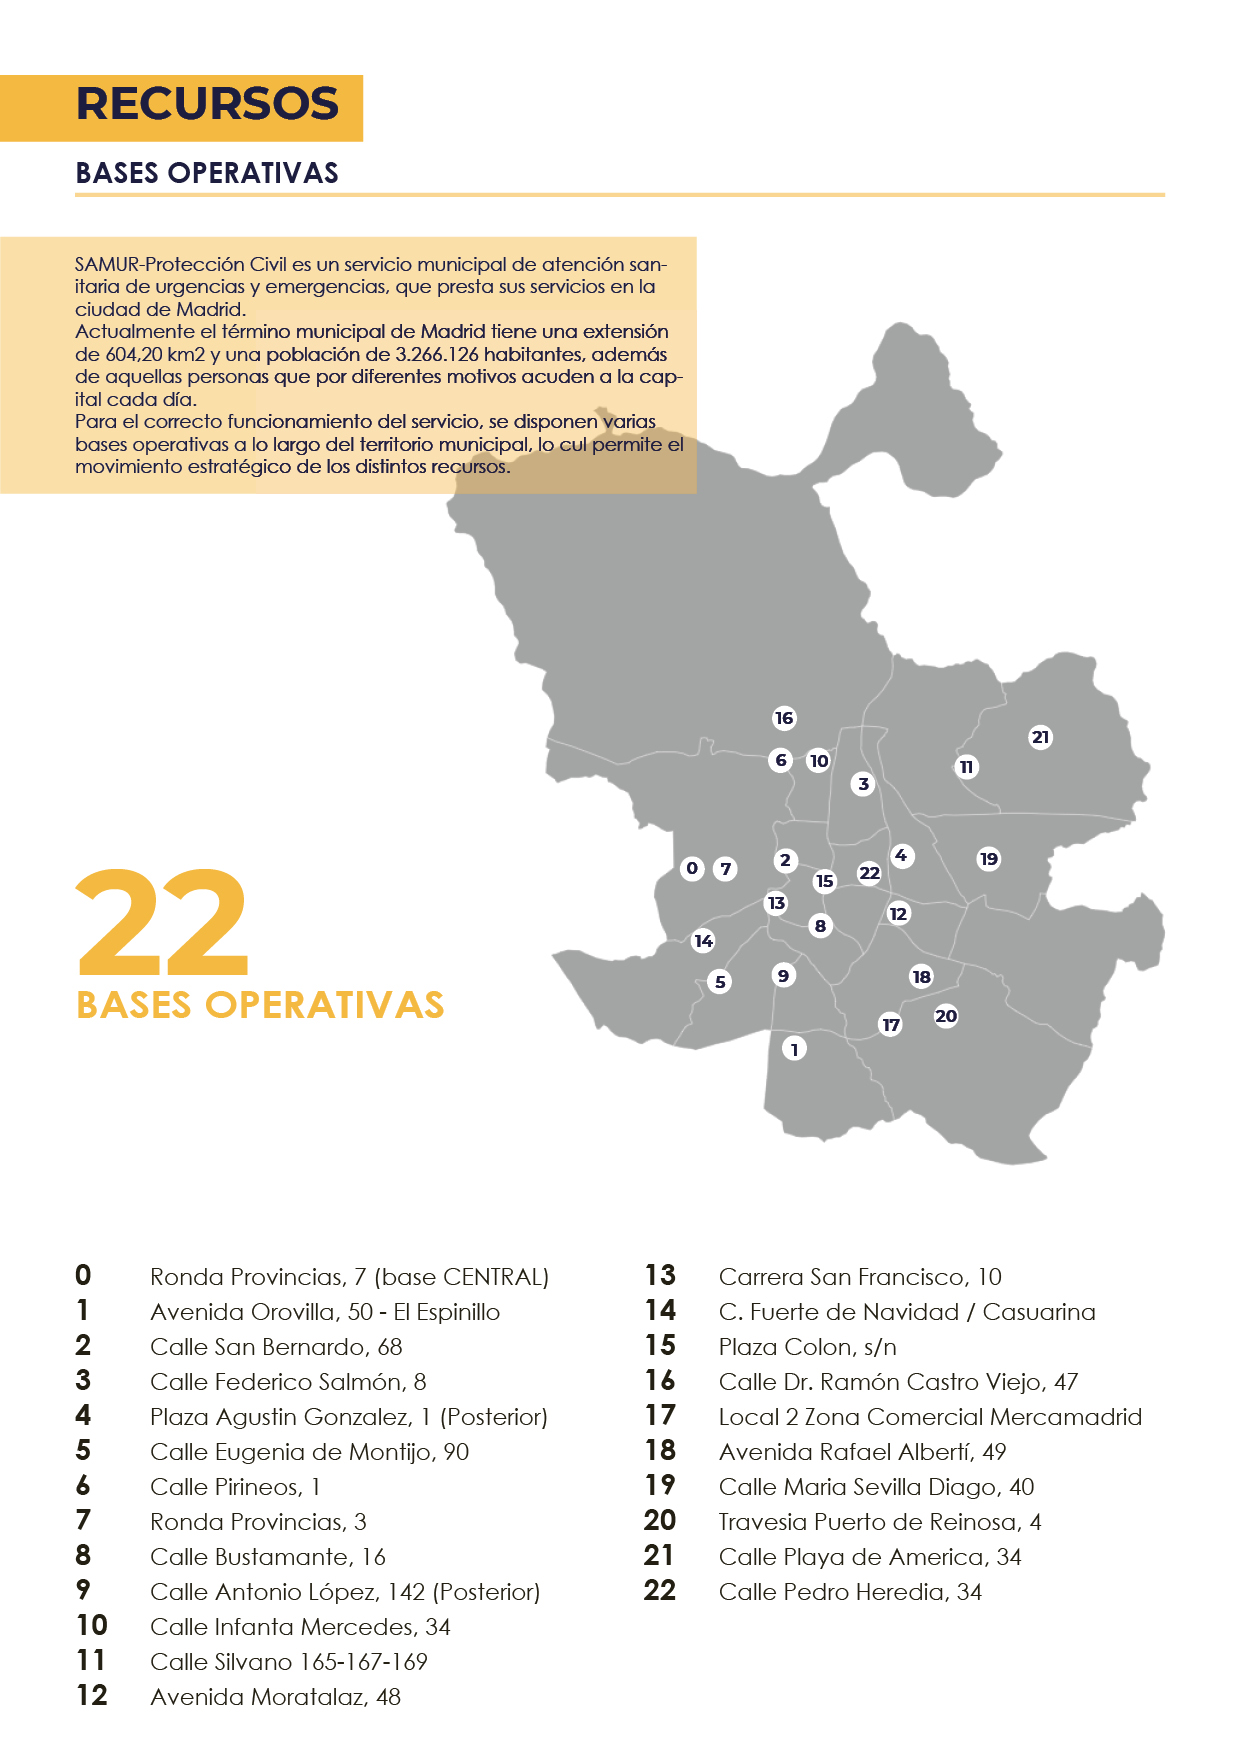 RECURSOS
BASES OPERATIVAS
SAMUR-Protección Civil es un servicio municipal de atención san-
itaria de urgencias y emergencias, que presta sus servicios en la
ciudad de Madrid.
Actualmente el término municipal de Madrid tiene una extensión
de 604,20 km2 y una población de 3.266.126 habitantes, además
de aquellas personas que por diferentes motivos acuden a la cap-
ital cada día.
Para el correcto funcionamiento del servicio, se disponen varias
bases operativas a lo largo del territorio municipal, lo cul permite el
movimiento estratégico de los distintos recursos.
16
21
6
10
11
3
4
19
2
0
7
22
15
13
12
8
14
9
18
5
20
17
1
22
BASES OPERATIVAS
0 Ronda Provincias, 7 (base CENTRAL)
1 Avenida Orovilla, 50 - El Espinillo
2 Calle San Bernardo, 68
3 Calle Federico Salmón, 8
4 Plaza Agustin Gonzalez, 1 (Posterior)
5 Calle Eugenia de Montijo, 90
6 Calle Pirineos, 1
7 Ronda Provincias, 3
8 Calle Bustamante, 16
9 Calle Antonio López, 142 (Posterior)
10 Calle Infanta Mercedes, 34
11 Calle Silvano 165-167-169
12 Avenida Moratalaz, 48
13 Carrera San Francisco, 10
14 C. Fuerte de Navidad / Casuarina
15 Plaza Colon, s/n
16 Calle Dr. Ramón Castro Viejo, 47
17 Local 2 Zona Comercial Mercamadrid
18 Avenida Rafael Albertí, 49
19 Calle Maria Sevilla Diago, 40
20 Travesia Puerto de Reinosa, 4
21 Calle Playa de America, 34
22 Calle Pedro Heredia, 34